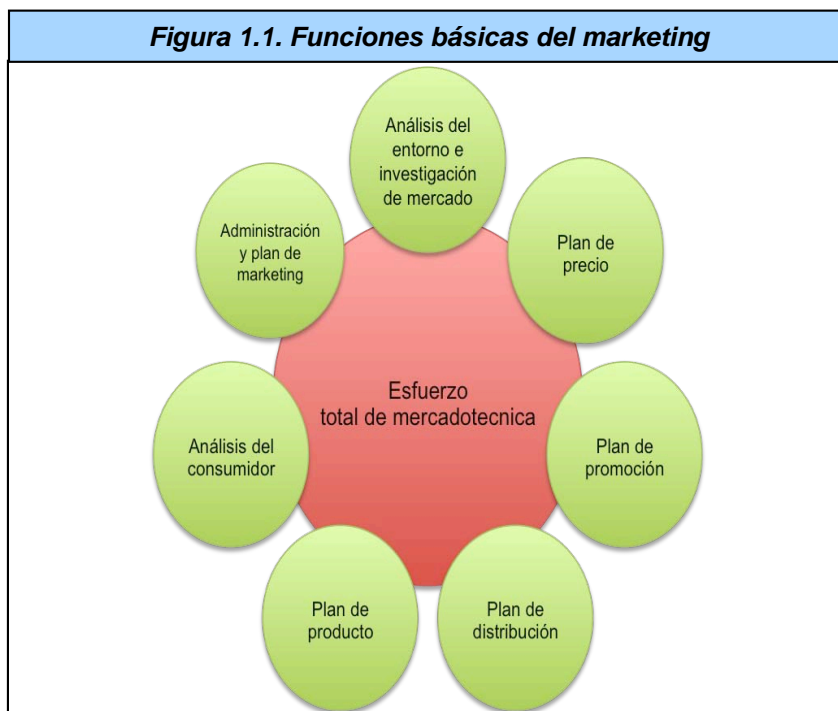 Figura 1.1. Funciones básicas del marketing
Análisis del
entorno e
investigación
de mercado
Plan de
precio
Plan de
promoción
Plan de
distribución
Plan de
producto
Análisis del
consumidor
Administración
y plan de
marketing
Esfuerzo
total de mercadotecnica